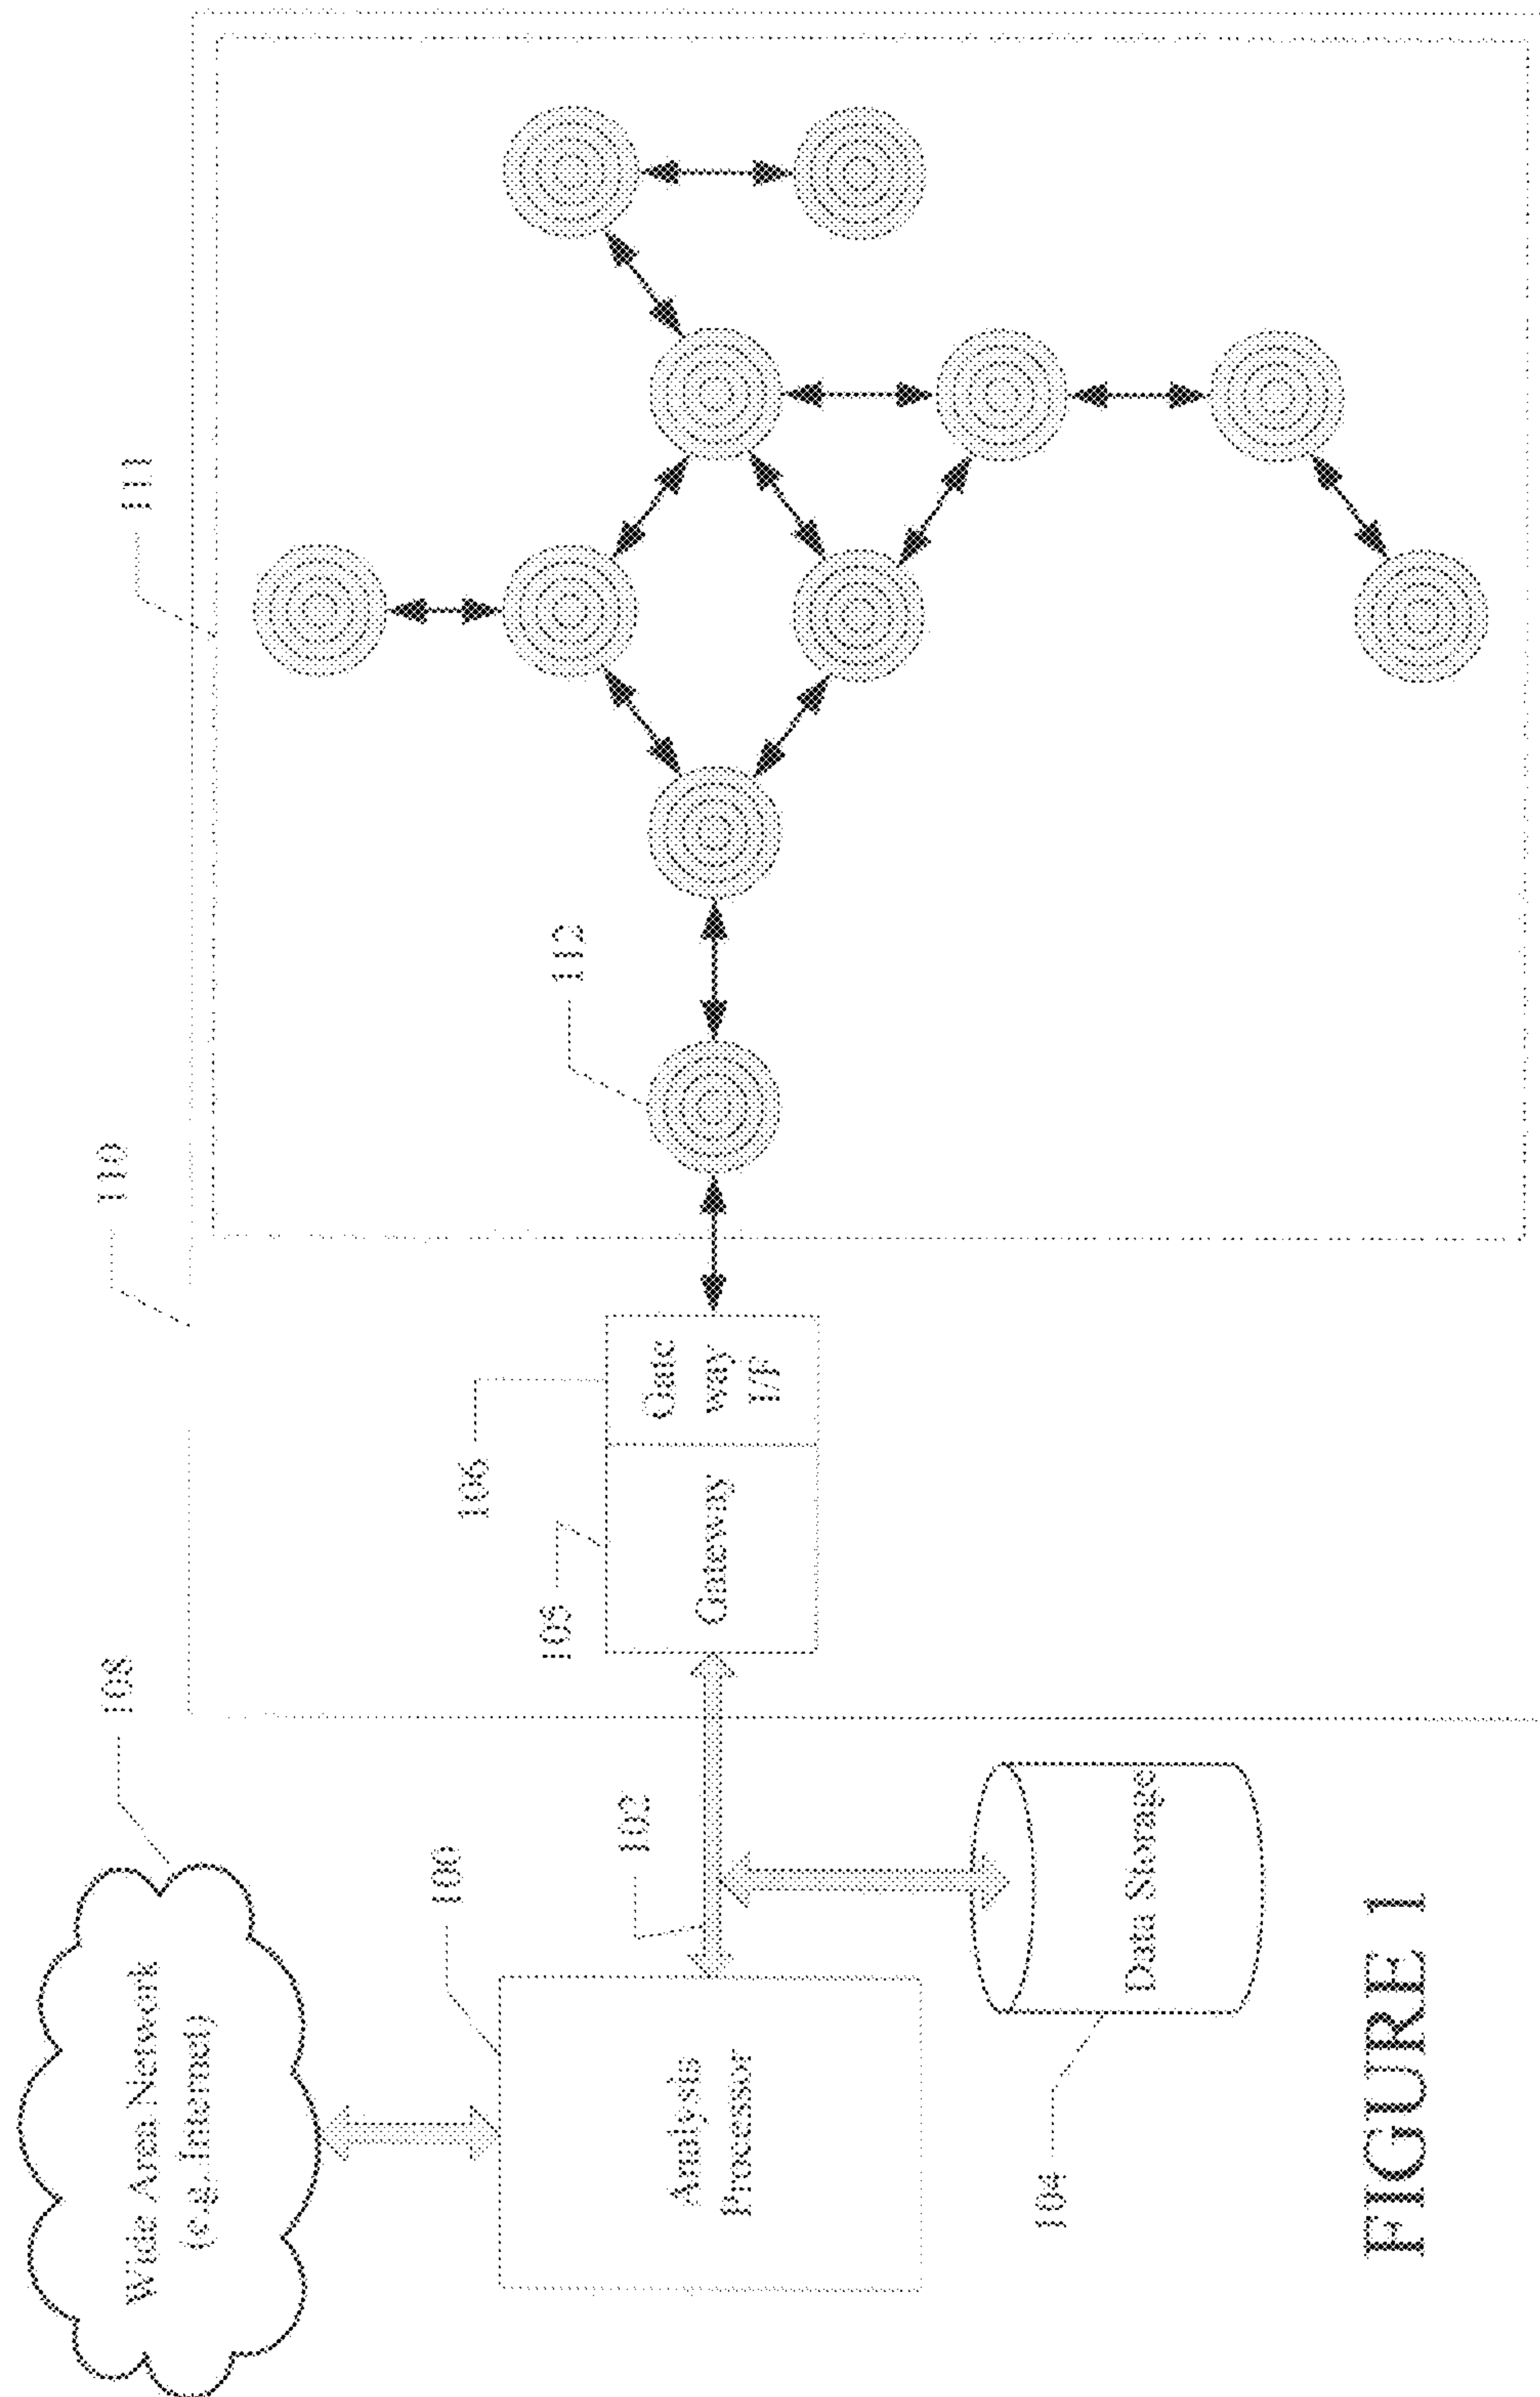 108
Wide Area Network
(e.g. Internet)
110
111
100
102
105
106
112
Analysis
Processor
Gateway
Gate
way
I/F
104
Data Storage
FIGURE 1